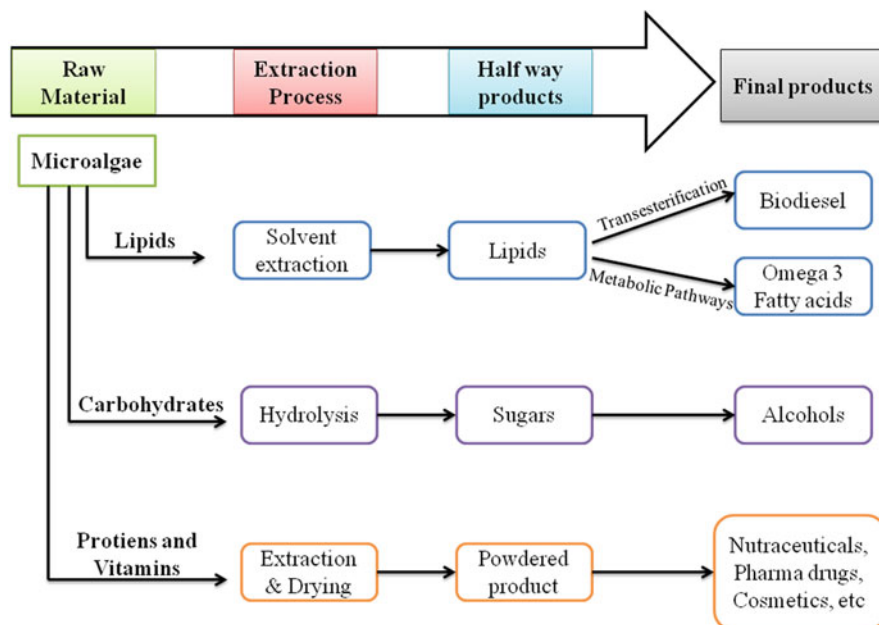 Raw
Material
Extraction
Process
Half way
products
Final products
Microalgae
Lipids
Solvent
extraction
Lipids
Transesterification
Biodiesel
Metabolic Pathways
Omega 3
Fatty acids
Carbohydrates
Hydrolysis
Sugars
Alcohols
Protiens and
Vitamins
Extraction
& Drying
Powdered
product
Nutraceuticals,
Pharma drugs,
Cosmetics, etc